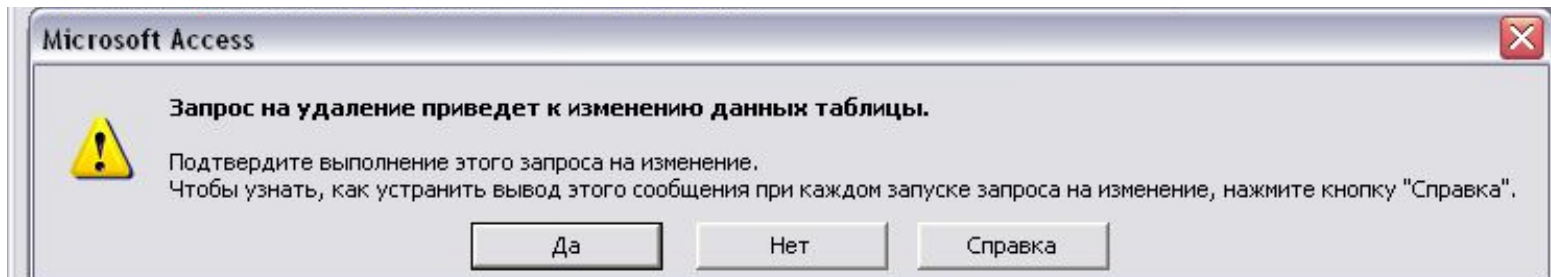 Microsoft Access
Запрос на удаление приведет к изменению данных таблицы.
Подтвердите выполнение этого запроса на изменение.
Чтобы узнать, как устранить вывод этого сообщения при каждом запуске запроса на изменение, нажмите кнопку "Справка".
Да Нет Справка